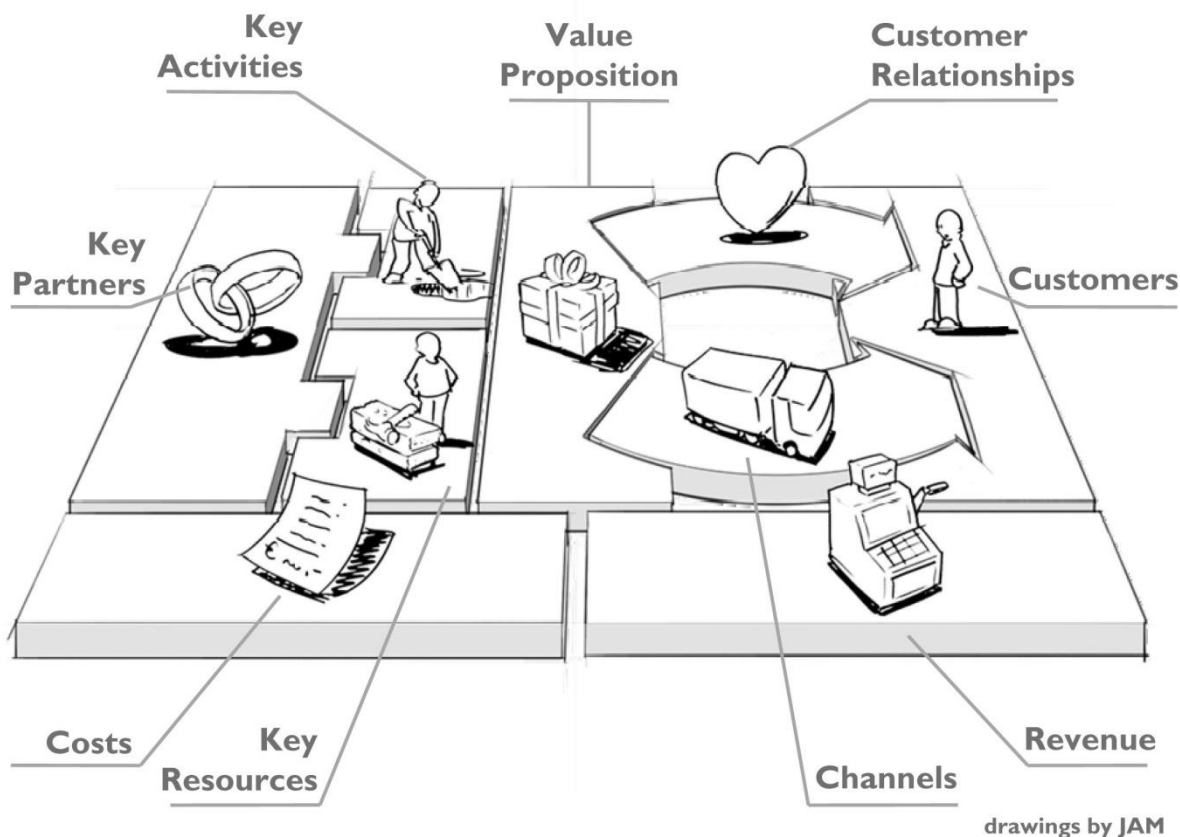 Key
Activities
Value
Proposition
Customer
Relationships
Key
Partners
Customers
Costs
Key
Resources
Channels
Revenue
drawings by JAM